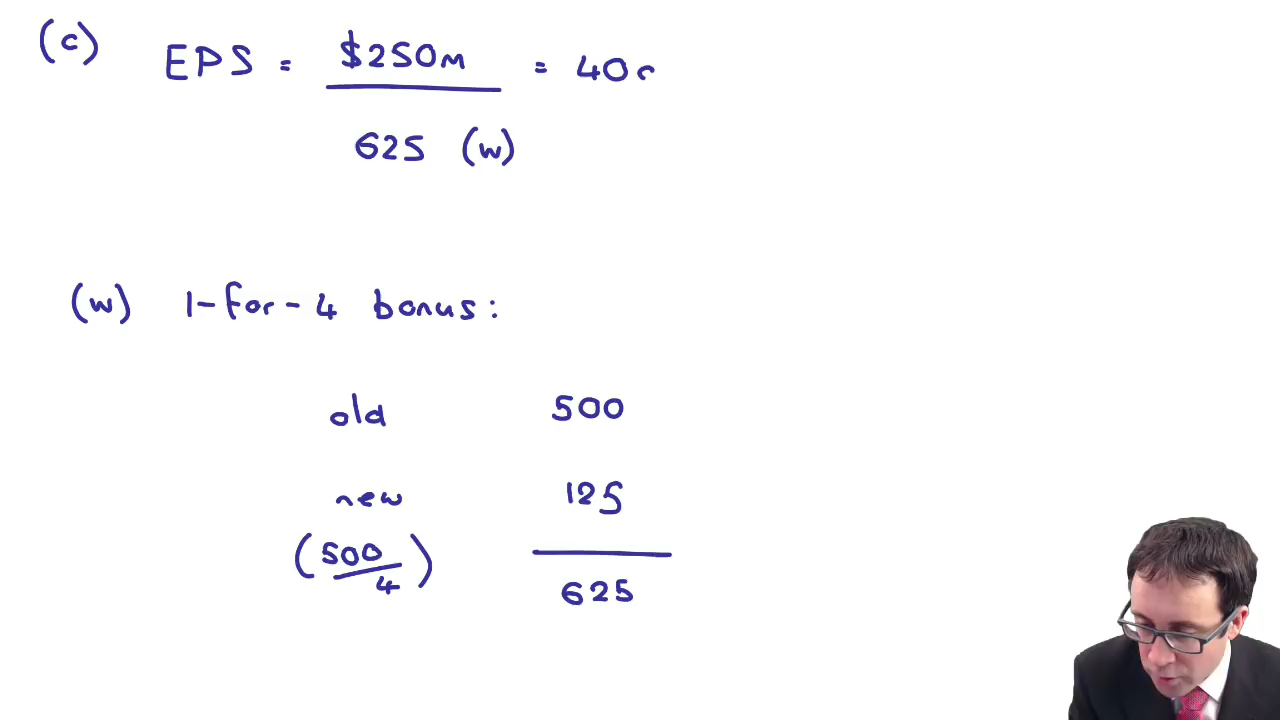 (c) EPS = $250m = 40c
625 (w)
(w) 1-for-4 bonus:
old 500
new 125
(500/4)
625